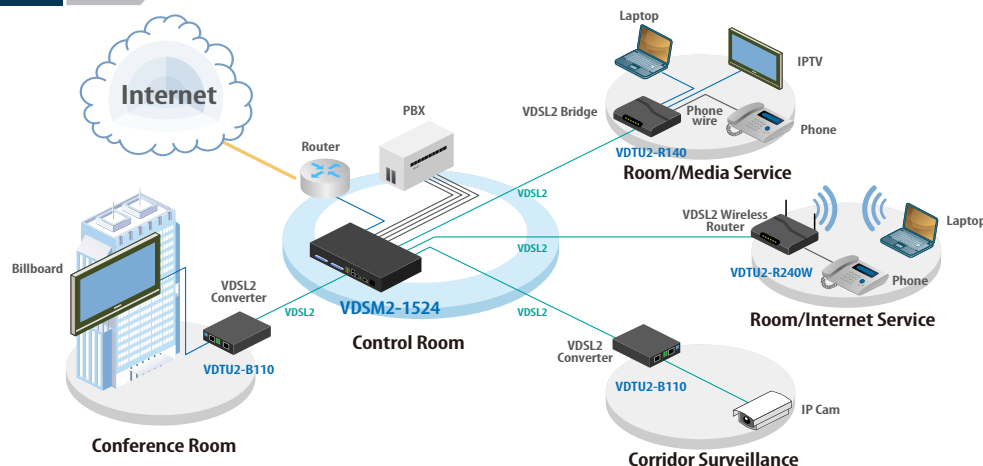 Laptop
IPTV
Internet
PBX
VDSL2 Bridge
Phone
wire
Phone
Router
VDTU2-R140
Room/Media Service
VDSL2
VDSL2 Wireless
Router
Laptop
VDSL2
Billboard
VDTU2-R240W
Phone
VDSL2
Converter
VDSL2
VDSM2-1524
VDSL2
Room/Internet Service
Control Room
VDSL2
Converter
VDTU2-B110
VDTU2-B110
IP Cam
Conference Room
Corridor Surveillance